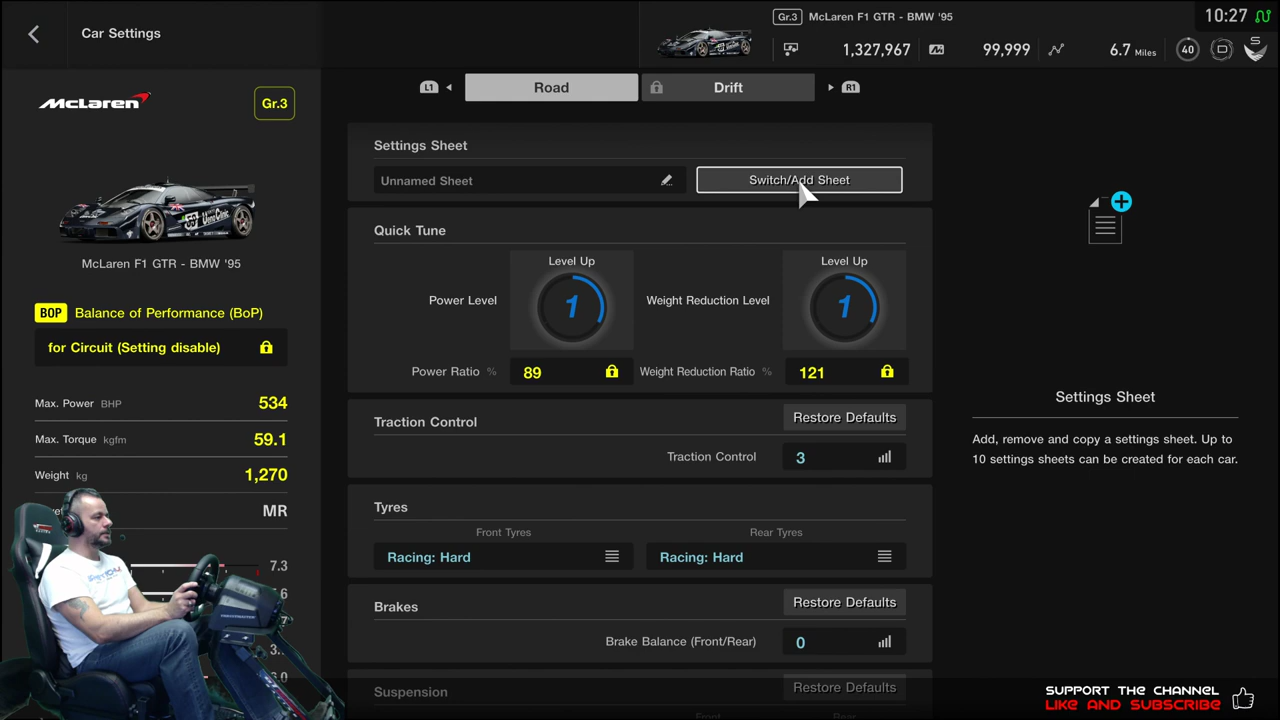 Car Settings
Gr.3 McLaren F1 GTR - BMW '95
1,327,967
99,999
6.7 Miles
40
D
S
10:27
McLaren
Gr.3
McLaren F1 GTR - BMW '95
BOP Balance of Performance (BoP)
for Circuit (Setting disable)
Max. Power BHP 534
Max. Torque kgfm 59.1
Weight kg 1,270
MR
7.3
L1 Road Drift R1
Settings Sheet
Unnamed Sheet Switch/Add Sheet
Quick Tune
Level Up Level Up
Power Level 1 Weight Reduction Level 1
Power Ratio % 89 Weight Reduction Ratio % 121
Traction Control Restore Defaults
Traction Control 3
Tyres
Front Tyres Rear Tyres
Racing: Hard Racing: Hard
Brakes Restore Defaults
Brake Balance (Front/Rear) 0
Suspension Restore Defaults
Front Rear
Settings Sheet
Add, remove and copy a settings sheet. Up to
10 settings sheets can be created for each car.
SUPPORT THE CHANNEL
LIKE AND SUBSCRIBE